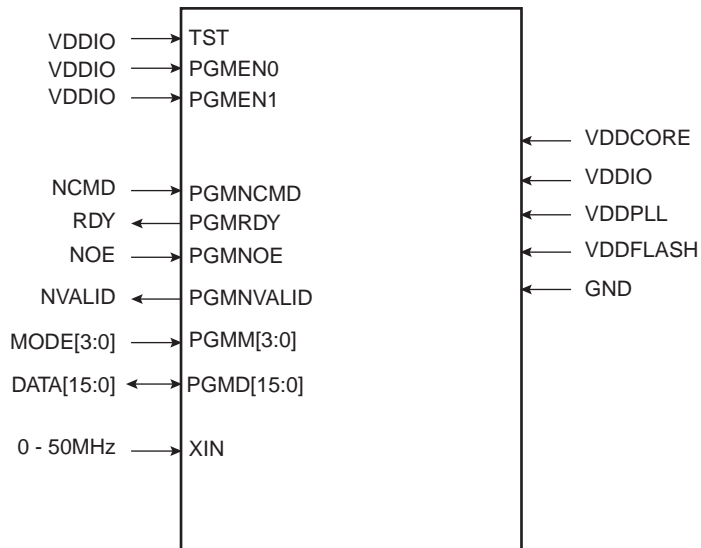 VDDIO TST
VDDIO PGMEN0
VDDIO PGMEN1
VDDCORE
VDDIO
NCMD PGMNCMD
RDY PGMRDY
VDDPLL
NOE PGMNOE
VDDFLASH
NVALID PGMNVALID
GND
MODE[3:0] PGMM[3:0]
DATA[15:0] PGMD[15:0]
0 - 50MHz XIN